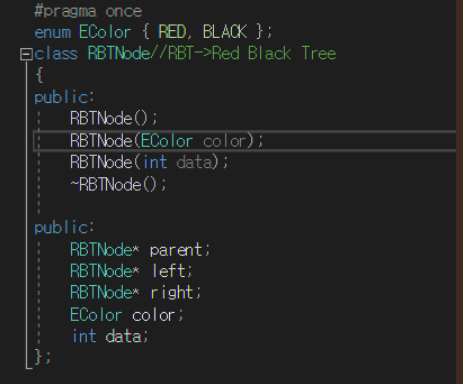 #pragma once
enum EColor { RED, BLACK };
class RBTNode//RBT->Red Black Tree
{
public:
RBTNode();
RBTNode(EColor color);
RBTNode(int data);
~RBTNode();
public:
RBTNode* parent;
RBTNode* left;
RBTNode* right;
EColor color;
int data;
};